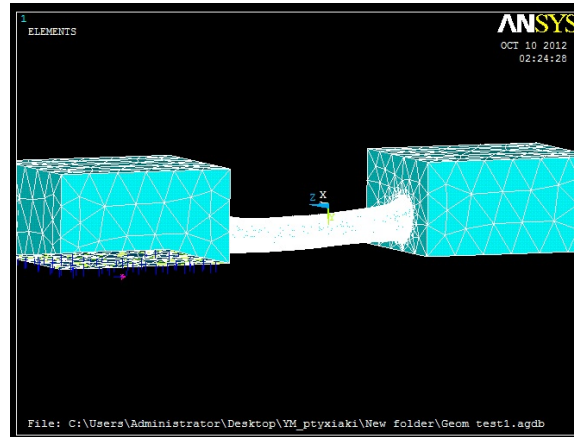 1
ELEMENTS
ANSYS
OCT 10 2012
02:24:28
Z X
File: C:\Users\Administrator\Desktop\YM_ptyxiaki\New folder\Geom test1.agdb